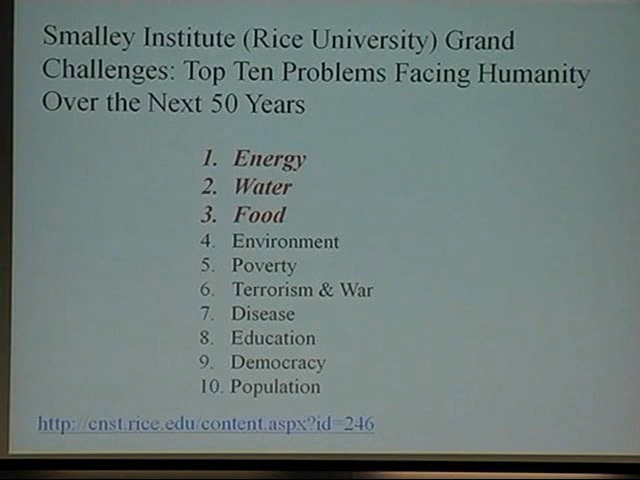 Smalley Institute (Rice University) Grand
Challenges: Top Ten Problems Facing Humanity
Over the Next 50 Years
1. Energy
2. Water
3. Food
4. Environment
5. Poverty
6. Terrorism & War
7. Disease
8. Education
9. Democracy
10. Population
http://cnst.rice.edu/content.aspx?id=246